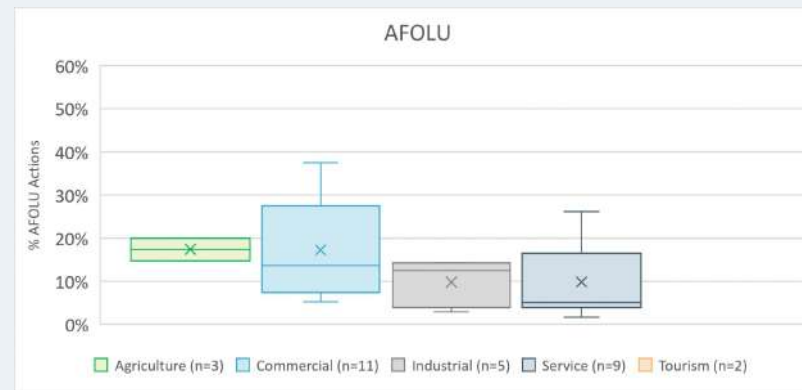 AFOLU
60%
50%
40%
30%
20%
10%
0%
% AFOLU Actions
Agriculture (n=3) Commercial (n=11) Industrial (n=5) Service (n=9) Tourism (n=2)